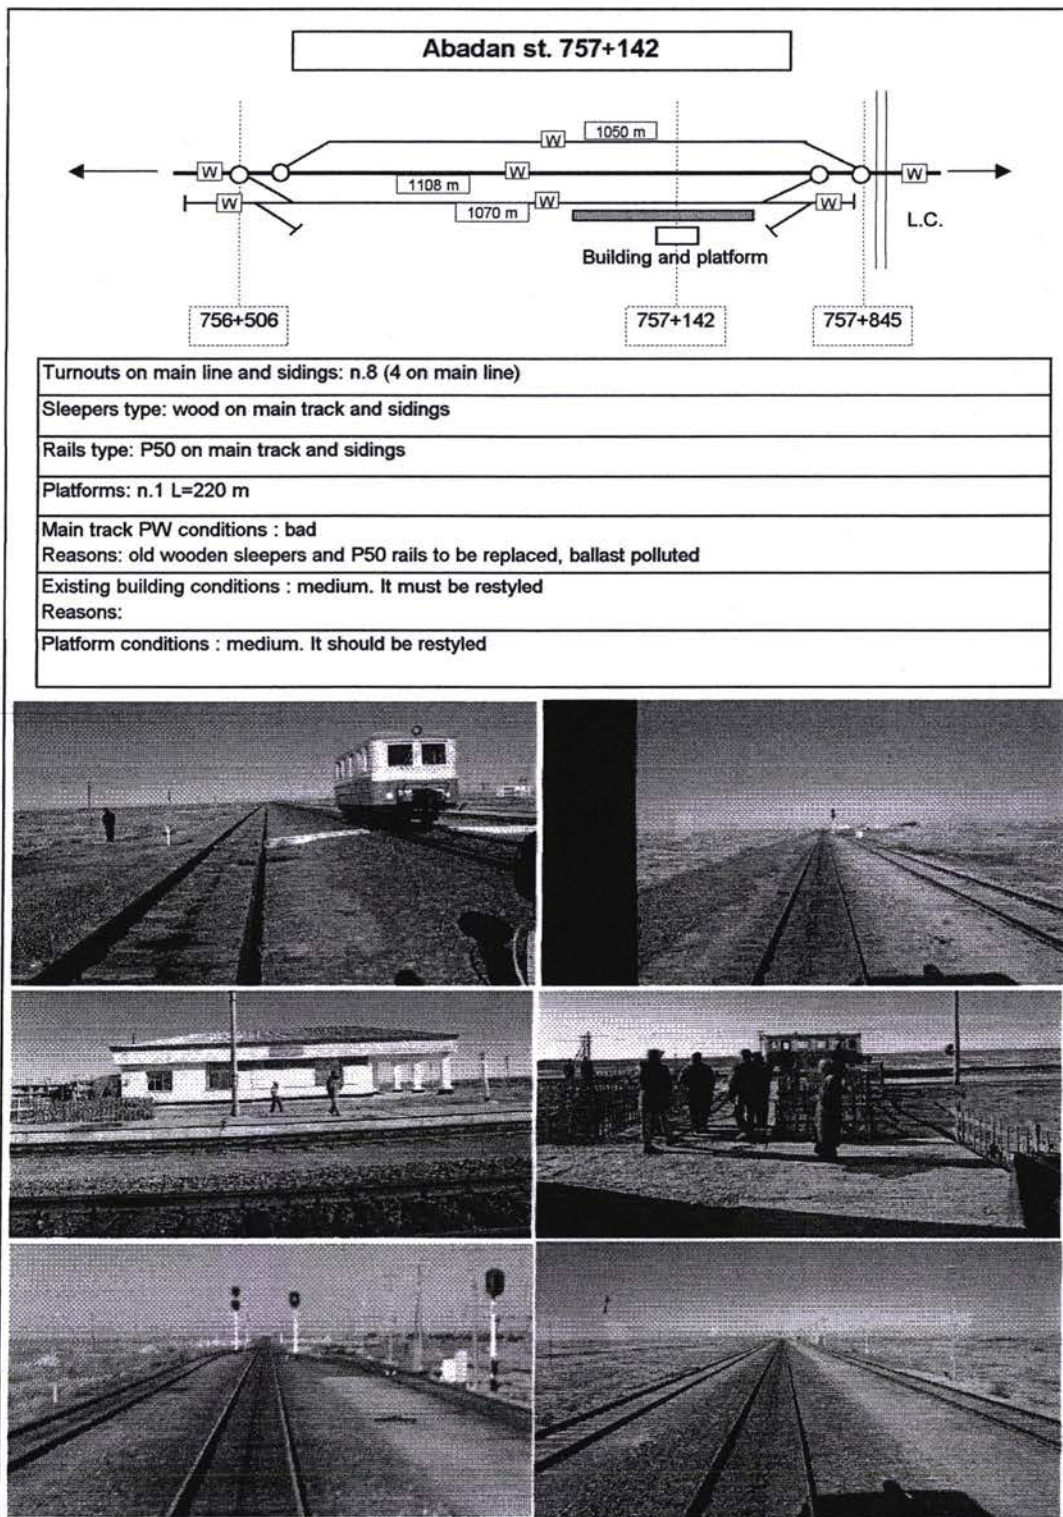 Abadan st. 757+142
1050 m
W
W
W
W
1108 m
W
W
W
1070 m
L.C.
Building and platform
756+506
757+142
757+845
Turnouts on main line and sidings: n.8 (4 on main line)
Sleepers type: wood on main track and sidings
Rails type: P50 on main track and sidings
Platforms: n.1 L=220 m
Main track PW conditions : bad
Reasons: old wooden sleepers and P50 rails to be replaced, ballast polluted
Existing building conditions : medium. It must be restyled
Reasons:
Platform conditions : medium. It should be restyled